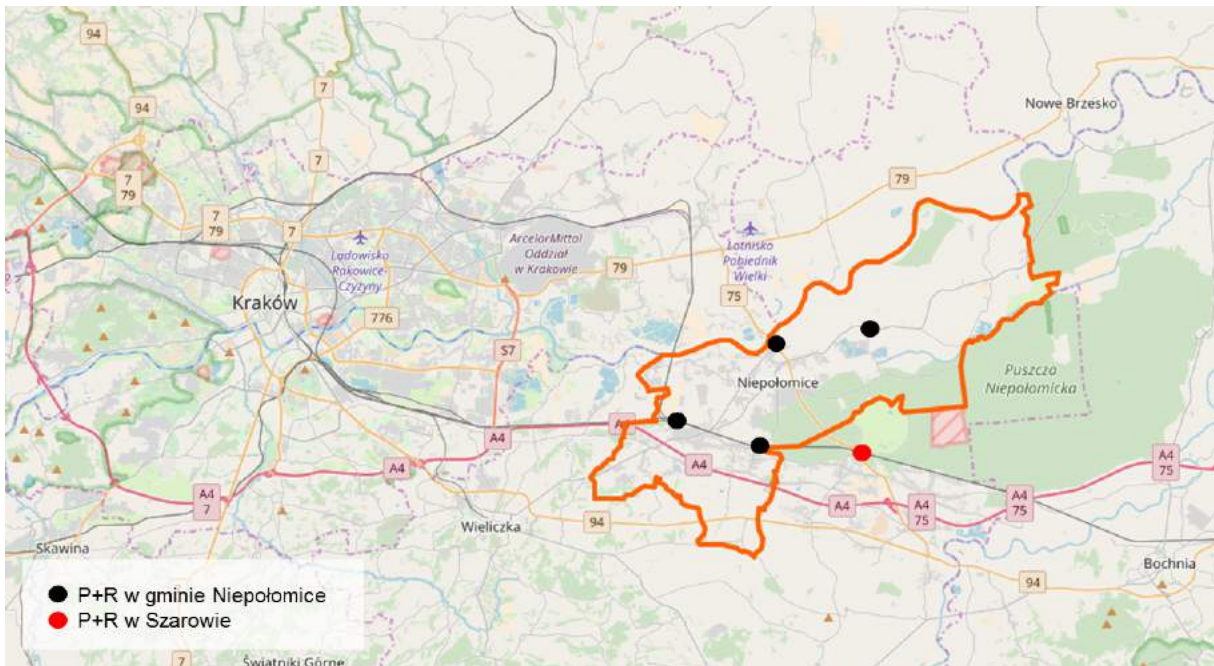 94
7
Nowe Brzesko
94
7
79
7
79
7
79
7
Lądowisko
Rakowice-
Czyżyny
ArcelorMittal
Oddział
w Krakowie
79
Lotnisko
Pobiednik
Wielki
75
Kraków
776
S7
Niepołomice
Puszcza
Niepołomicka
A4
A4
A4
A4
75
A4
7
A4
A4
75
A4
75
Wieliczka
94
Skawina
Bochnia
94
P+R w gminie Niepołomice
P+R w Szarowie
7
Świątniki Górne